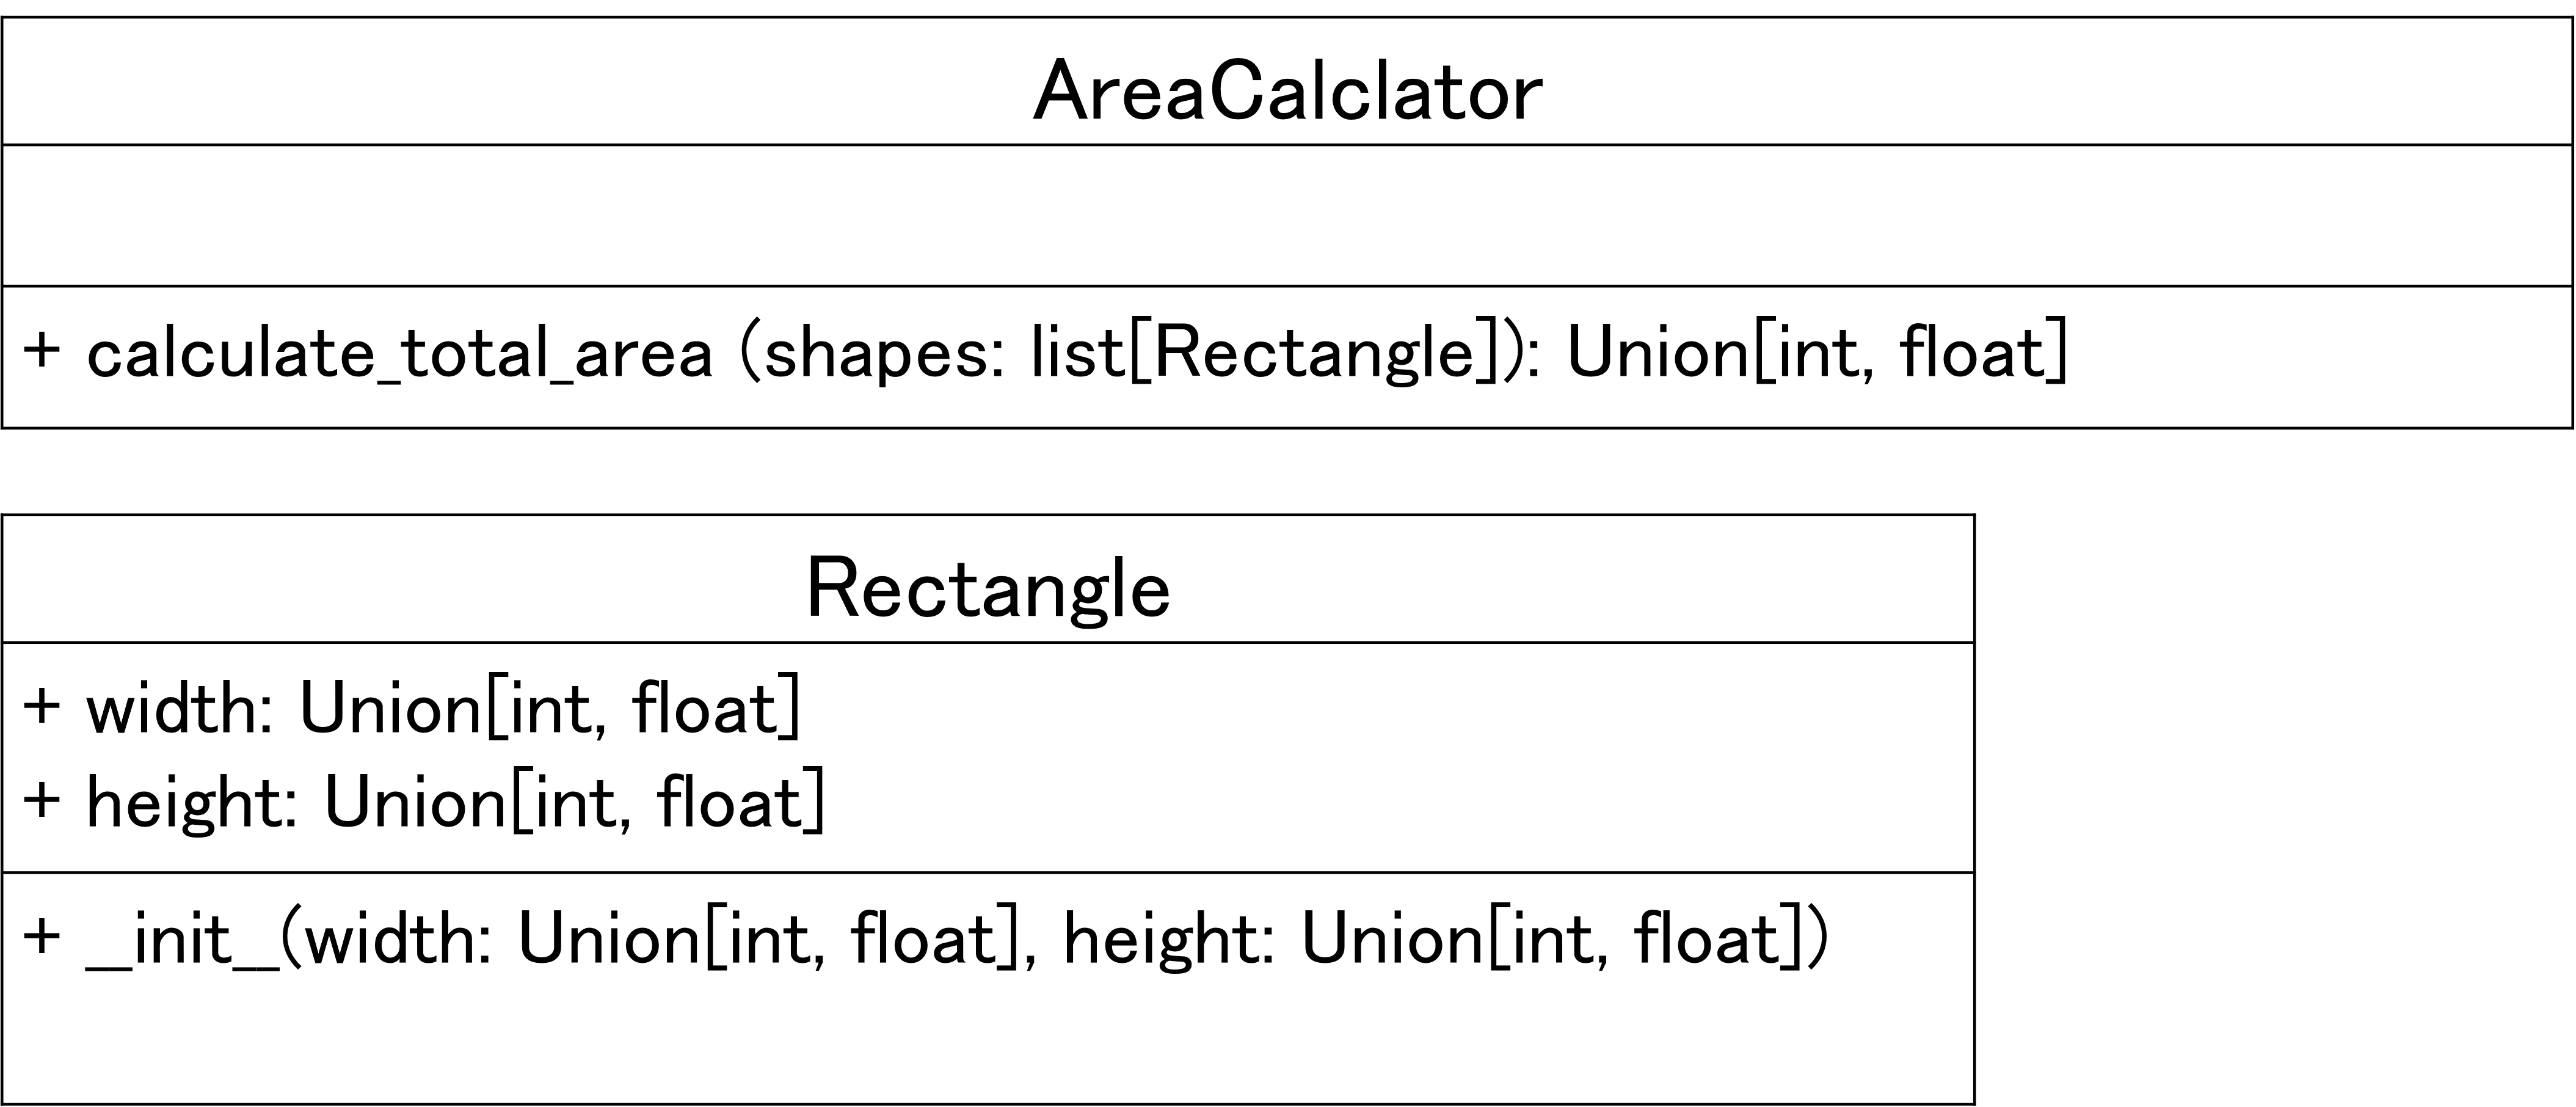 AreaCalclator
+ calculate_total_area (shapes: list[Rectangle]): Union[int, float]
Rectangle
+ width: Union[int, float]
+ height: Union[int, float]
+ __init__(width: Union[int, float], height: Union[int, float])